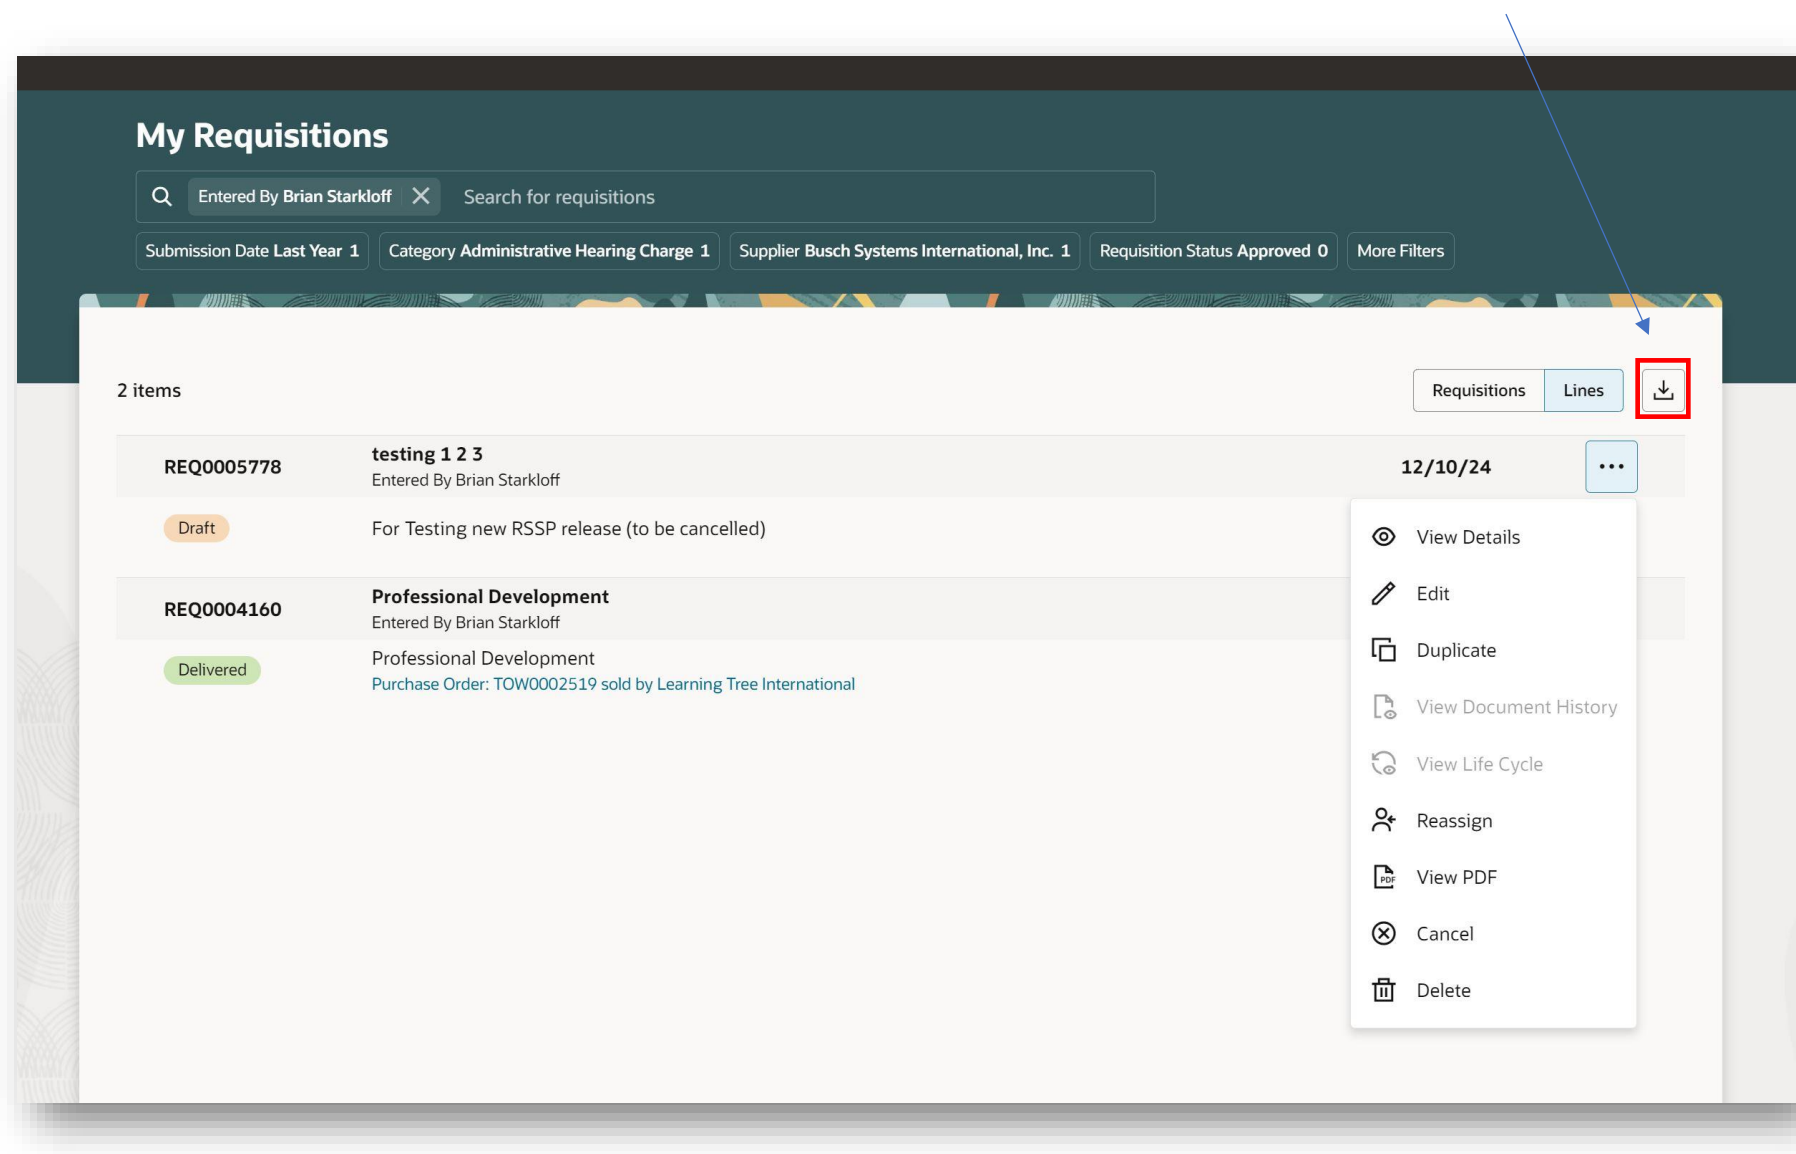 My Requisitions
Entered By Brian Starkloff Search for requisitions
Submission Date Last Year 1 Category Administrative Hearing Charge 1 Supplier Busch Systems International, Inc. 1 Requisition Status Approved 0 More Filters
2 items Requisitions Lines
REQ0005778 testing 1 2 3 12/10/24
Entered By Brian Starkloff
Draft For Testing new RSSP release (to be cancelled)
REQ0004160 Professional Development
Entered By Brian Starkloff
Delivered Professional Development
Purchase Order: TOW0002519 sold by Learning Tree International
View Details
Edit
Duplicate
View Document History
View Life Cycle
Reassign
PDF View PDF
Cancel
Delete